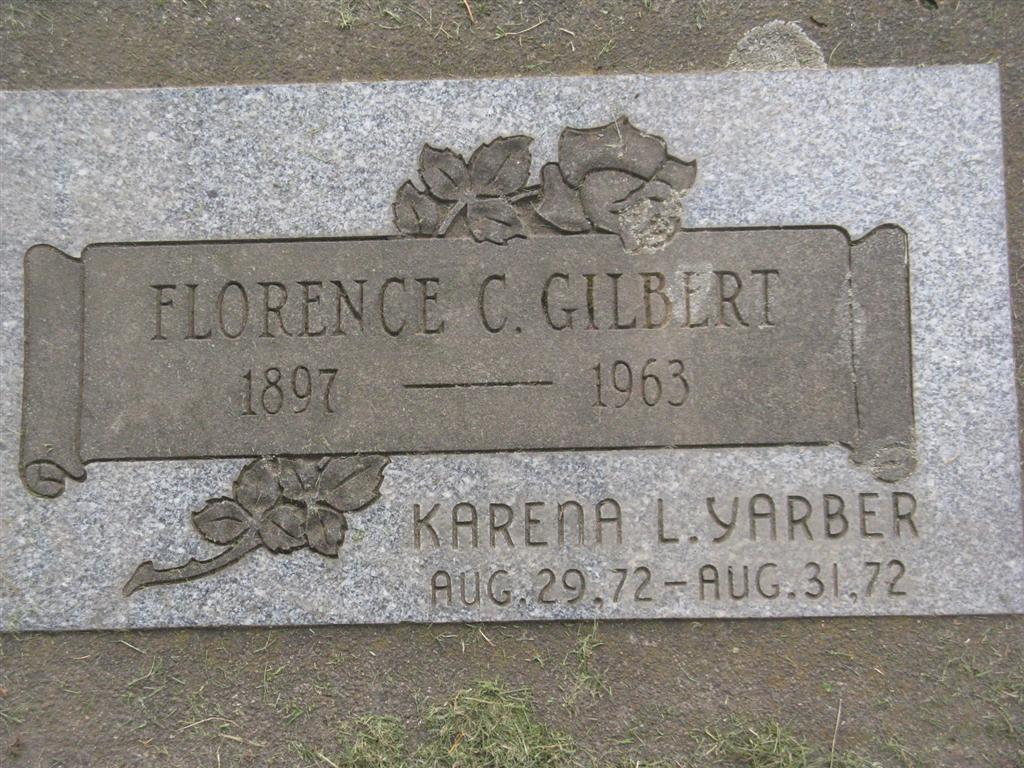 FLORENCE C. GILBERT
1897 — 1963
KARENA L. YARBER
AUG. 29, 72 – AUG. 31, 72